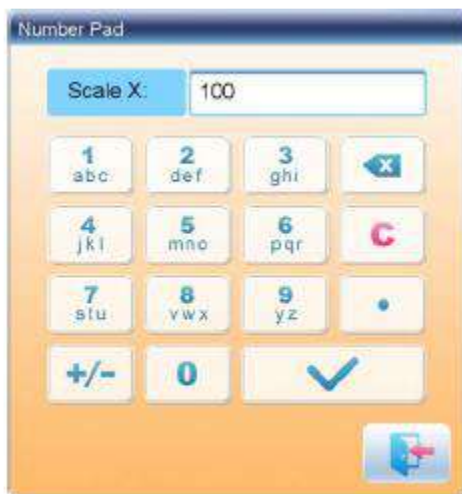 Number Pad
Scale X: 100
1 2 3
abc def ghi
4 5 6 C
jkl mno pqr
7 8 9 .
stu vwx yz
+/- 0